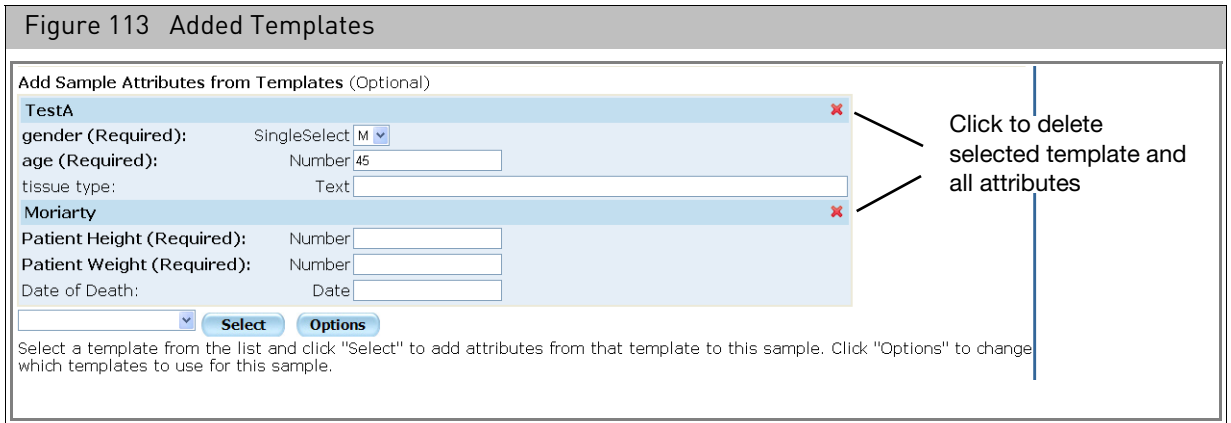 Figure 113 Added Templates
Add Sample Attributes from Templates (Optional)
TestA
gender (Required): SingleSelect M
age (Required): Number 45
tissue type: Text
Moriarty
Patient Height (Required): Number
Patient Weight (Required): Number
Date of Death: Date
Select Options
Select a template from the list and click "Select" to add attributes from that template to this sample. Click "Options" to change
which templates to use for this sample.
Click to delete
selected template and
all attributes